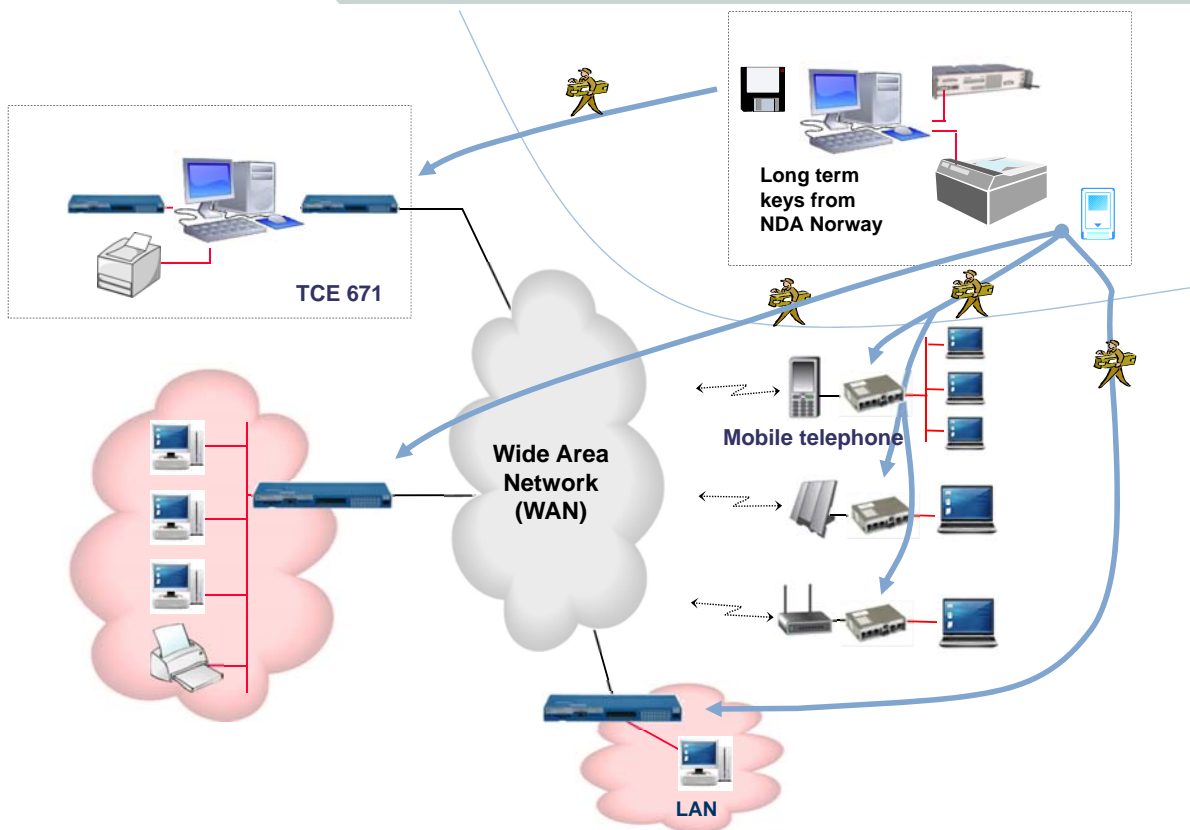 Long term
keys from
NDA Norway
TCE 671
Mobile telephone
Wide Area
Network
(WAN)
LAN